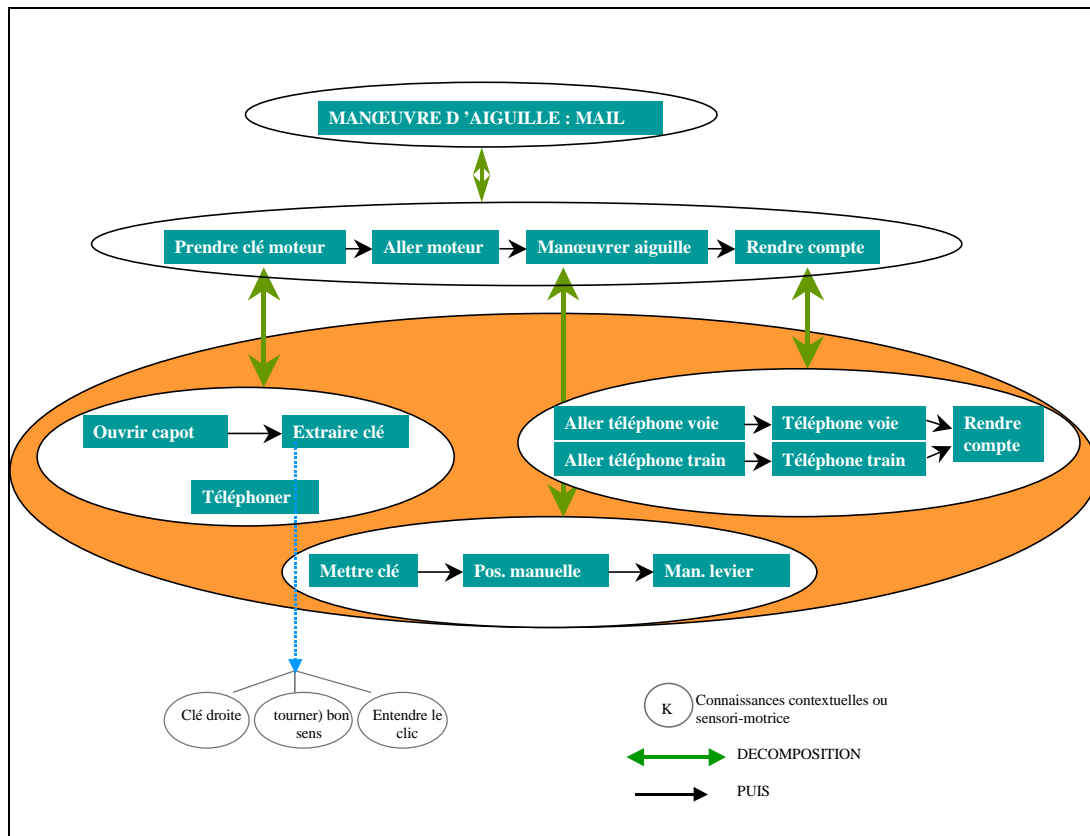 MANŒUVRE D ’AIGUILLE : MAIL
Prendre clé moteur
Aller moteur
Manœuvrer aiguille
Rendre compte
Ouvrir capot
Extraire clé
Téléphoner
Aller téléphone voie
Téléphone voie
Aller téléphone train
Téléphone train
Rendre
compte
Mettre clé
Pos. manuelle
Man. levier
Clé droite
tourner) bon
sens
Entendre le
clic
K
Connaissances contextuelles ou
sensori-motrice
DECOMPOSITION
PUIS